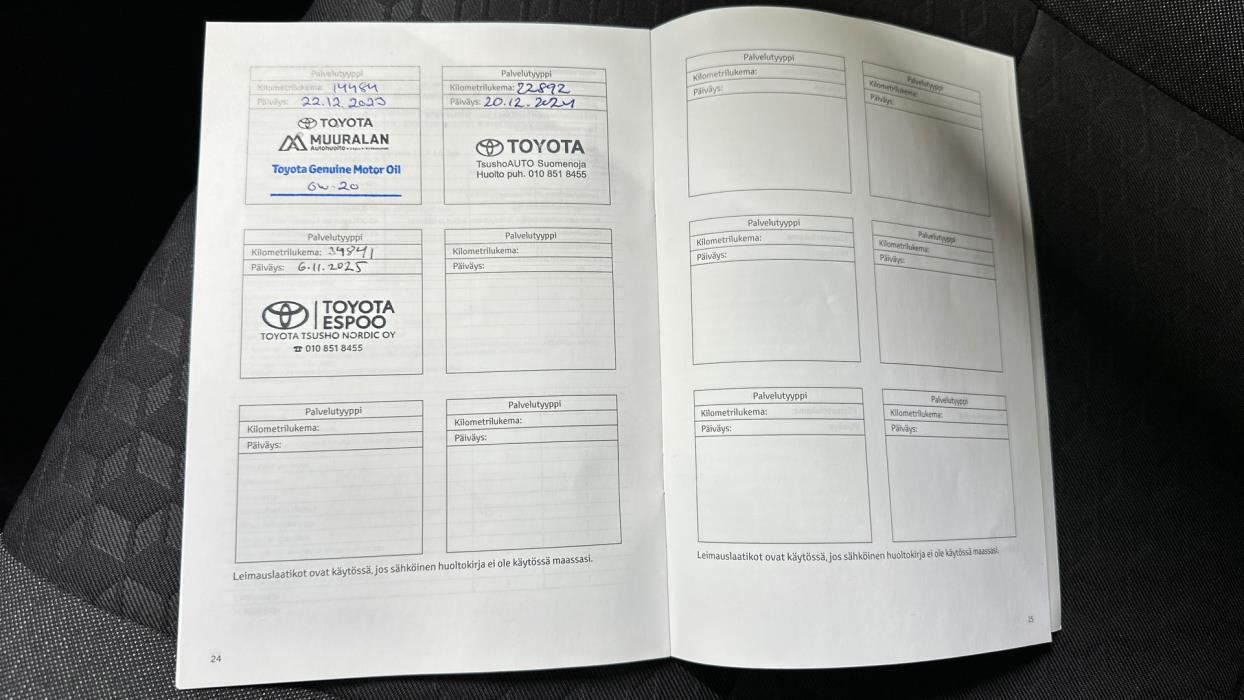 Palvelutyyppi
Kilometrilukema: 14484
Päiväys: 22.12.2023
TOYOTA
MUURALAN
Toyota Genuine Motor Oil
0W-20
Palvelutyyppi
Kilometrilukema: 22892
Päiväys: 20.12.2024
TOYOTA
TsushoAUTO Suomenoja
Huolto puh. 010 851 8455
Palvelutyyppi
Kilometrilukema: 34841
Päiväys: 6.11.2025
TOYOTA
ESPOO
TOYOTA TSUSHO NORDIC OY
☎ 010 851 8455
Palvelutyyppi
Kilometrilukema:
Päiväys:
Palvelutyyppi
Kilometrilukema:
Päiväys:
Palvelutyyppi
Kilometrilukema:
Päiväys:
Leimauslaatikot ovat käytössä, jos sähköinen huoltokirja ei ole käytössä maassasi.
24
Palvelutyyppi
Kilometrilukema:
Päiväys:
Palvelutyyppi
Kilometrilukema:
Päiväys:
Palvelutyyppi
Kilometrilukema:
Päiväys:
Palvelutyyppi
Kilometrilukema:
Päiväys:
Palvelutyyppi
Kilometrilukema:
Päiväys:
Palvelutyyppi
Kilometrilukema:
Päiväys:
Leimauslaatikot ovat käytössä, jos sähköinen huoltokirja ei ole käytössä maassasi.
25